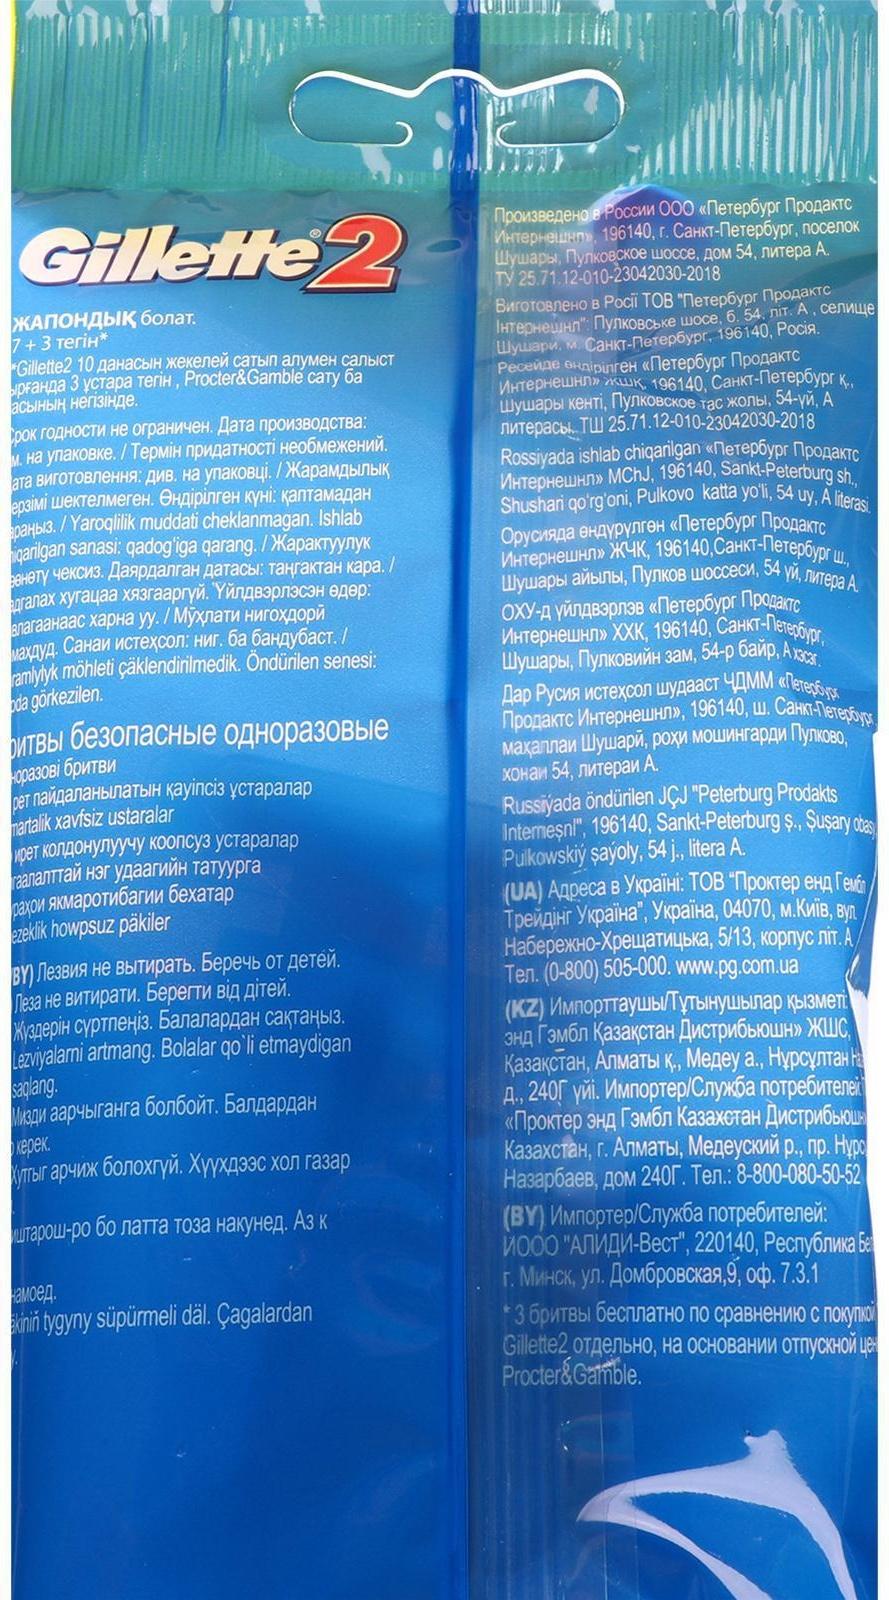 Gillette®2
ЖАПОНДЫҚ болат.
7 + 3 тегін*
*Gillette2 10 данасын жекелей сатып алумен салыст
ырғанда 3 ұстара тегін , Procter&Gamble сату ба
асының негізінде.
Срок годности не ограничен. Дата производства:
м. на упаковке. / Термін придатності необмежений.
ата виготовлення: див. на упаковці. / Жарамдылық
ерзімі шектелмеген. Өндірілген күні: қаптамадан
араңыз. / Yaroqlilik muddati cheklanmagan. Ishlab
hiqarilgan sanasi: qadog'iga qarang. / Жарактуулук
өөнөтү чексиз. Даярдалган датасы: таңгактан кара. /
адгалах хугацаа хязгааргүй. Үйлдвэрлэсэн өдөр:
авлагаанаас харна уу. / Мӯҳлати нигоҳдорӣ
маҳдуд. Санаи истеҳсол: ниг. ба бандубаст. /
ramlylyk möhleti çäklendirilmedik. Öndürilen senesi:
oda görkezilen.
ритвы безопасные одноразовые
норазові бритви
рет пайдаланылатын қауіпсіз ұстаралар
martalik xavfsiz ustaralar
ирет колдонулуучу коопсуз устаралар
гаалалттай нэг удаагийн татуурга
раҳои якмаротибагии бехатар
ezeklik howpsuz päkiler
BY) Лезвия не вытирать. Беречь от детей.
Леза не витирати. Берегти від дітей.
Жүздерін сүртпеңіз. Балалардан сақтаңыз.
Lezviyalarni artmang. Bolalar qo`li etmaydigan
saqlang.
Мизди аарчыганга болбойт. Балдардан
керек.
Хутгыг арчиж болохгүй. Хүүхдээс хол газар
иштарош-ро бо латта тоза накунед. Аз к
намоед.
äkiniň tygyny süpürmeli däl. Çagalardan
y.
Произведено в России ООО «Петербург Продактс
Интернешнл», 196140, г. Санкт-Петербург, поселок
Шушары, Пулковское шоссе, дом 54, литера А.
ТУ 25.71.12-010-23042030-2018
Виготовлено в Росії ТОВ "Петербург Продактс
Інтернешнл": Пулковське шосе, б. 54, літ. А , селище
Шушари, м. Санкт-Петербург, 196140, Росія.
Ресейде өндірілген «Петербург Продактс
Интернешнл» ЖШҚ, 196140, Санкт-Петербург қ.,
Шушары кенті, Пулковское тас жолы, 54-үй, А
литерасы. ТШ 25.71.12-010-23042030-2018
Rossiyada ishlab chiqarilgan «Петербург Продактс
Интернешнл» MChJ, 196140, Sankt-Peterburg sh.,
Shushari qo'rg'oni, Pulkovo katta yo'li, 54 uy, A literasi.
Орусияда өндүрүлгөн «Петербург Продактс
Интернешнл» ЖЧК, 196140,Санкт-Петербург ш.,
Шушары айылы, Пулков шоссеси, 54 үй, литера А.
ОХУ-д үйлдвэрлэв «Петербург Продактс
Интернешнл» ХХК, 196140, Санкт-Петербург,
Шушары, Пулковийн зам, 54-р байр, А хэсэг.
Дар Русия истеҳсол шудааст ҶДММ «Петербург
Продактс Интернешнл», 196140, ш. Санкт-Петербург,
маҳаллаи Шушарӣ, роҳи мошингарди Пулково,
хонаи 54, литераи А.
Russiýada öndürilen JÇJ "Peterburg Prodakts
Interneşnl", 196140, Sankt-Peterburg ş., Şuşary obasy,
Pulkowskiý şaýoly, 54 j., litera A.
(UA) Адреса в Україні: ТОВ "Проктер енд Гембл
Трейдінг Україна", Україна, 04070, м.Київ, вул.
Набережно-Хрещатицька, 5/13, корпус літ. А
Тел. (0-800) 505-000. www.pg.com.ua
(KZ) Импорттаушы/Тұтынушылар қызметі:
энд Гэмбл Қазақстан Дистрибьюшн» ЖШС,
Қазақстан, Алматы қ., Медеу а., Нұрсұлтан Наз
д., 240Г үйі. Импортер/Служба потребителей:
«Проктер энд Гэмбл Казахстан Дистрибьюшн
Казахстан, г. Алматы, Медеуский р., пр. Нурс
Назарбаев, дом 240Г. Тел.: 8-800-080-50-52
(BY) Импортер/Служба потребителей:
ИООО "АЛИДИ-Вест", 220140, Республика Бел
г. Минск, ул. Домбровская,9, оф. 7.3.1
* 3 бритвы бесплатно по сравнению с покупкой
Gillette2 отдельно, на основании отпускной цен
Procter&Gamble.